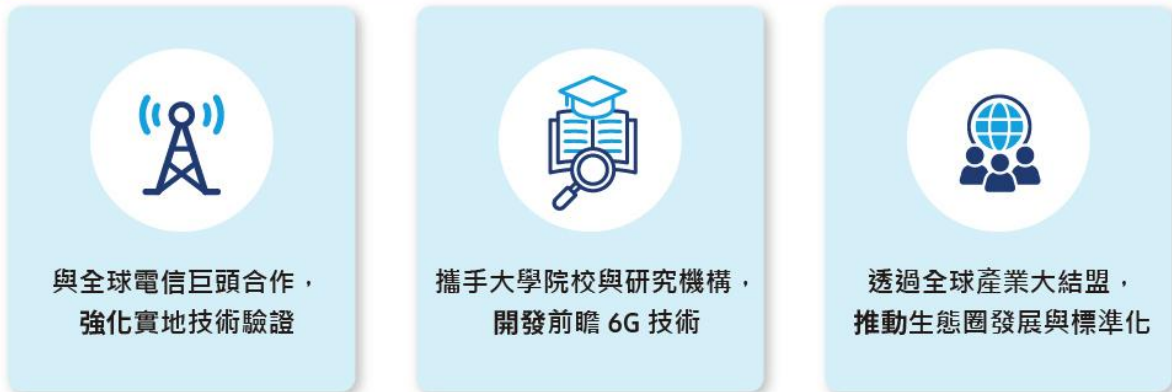 與全球電信巨頭合作，
強化實地技術驗證
攜手大學院校與研究機構，
開發前瞻 6G 技術
透過全球產業大結盟，
推動生態圈發展與標準化